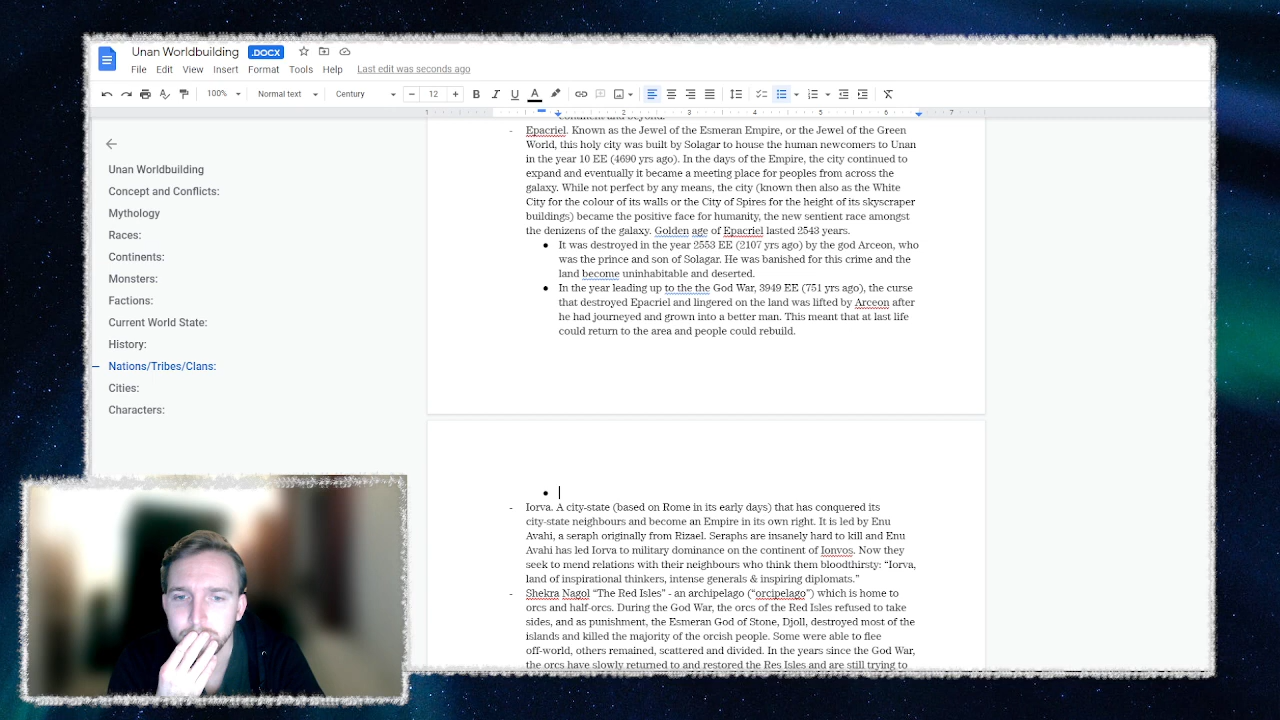 Unan Worldbuilding .DOCX
File Edit View Insert Format Tools Help Last edit was seconds ago
100% Normal text Century 12
1 2 3 4 5 6 7
Unan Worldbuilding
Concept and Conflicts:
Mythology
Races:
Continents:
Monsters:
Factions:
Current World State:
History:
Nations/Tribes/Clans:
Cities:
Characters:
continent and beyond.
- Epacriel. Known as the Jewel of the Esmeran Empire, or the Jewel of the Green
World, this holy city was built by Solagar to house the human newcomers to Unan
in the year 10 EE (4690 yrs ago). In the days of the Empire, the city continued to
expand and eventually it became a meeting place for peoples from across the
galaxy. While not perfect by any means, the city (known then also as the White
City for the colour of its walls or the City of Spires for the height of its skyscraper
buildings) became the positive face for humanity, the new sentient race amongst
the denizens of the galaxy. Golden age of Epacriel lasted 2543 years.
● It was destroyed in the year 2553 EE (2107 yrs ago) by the god Arceon, who
was the prince and son of Solagar. He was banished for this crime and the
land become uninhabitable and deserted.
● In the year leading up to the the God War, 3949 EE (751 yrs ago), the curse
that destroyed Epacriel and lingered on the land was lifted by Arceon after
he had journeyed and grown into a better man. This meant that at last life
could return to the area and people could rebuild.
●
- Iorva. A city-state (based on Rome in its early days) that has conquered its
city-state neighbours and become an Empire in its own right. It is led by Enu
Avahi, a seraph originally from Rizael. Seraphs are insanely hard to kill and Enu
Avahi has led Iorva to military dominance on the continent of Ionvos. Now they
seek to mend relations with their neighbours who think them bloodthirsty: “Iorva,
land of inspirational thinkers, intense generals & inspiring diplomats.”
- Shekra Nagol “The Red Isles” - an archipelago (“orcipelago”) which is home to
orcs and half-orcs. During the God War, the orcs of the Red Isles refused to take
sides, and as punishment, the Esmeran God of Stone, Djoll, destroyed most of the
islands and killed the majority of the orcish people. Some were able to flee
off-world, others remained, scattered and divided. In the years since the God War,
the orcs have slowly returned to and restored the Res Isles and are still trying to